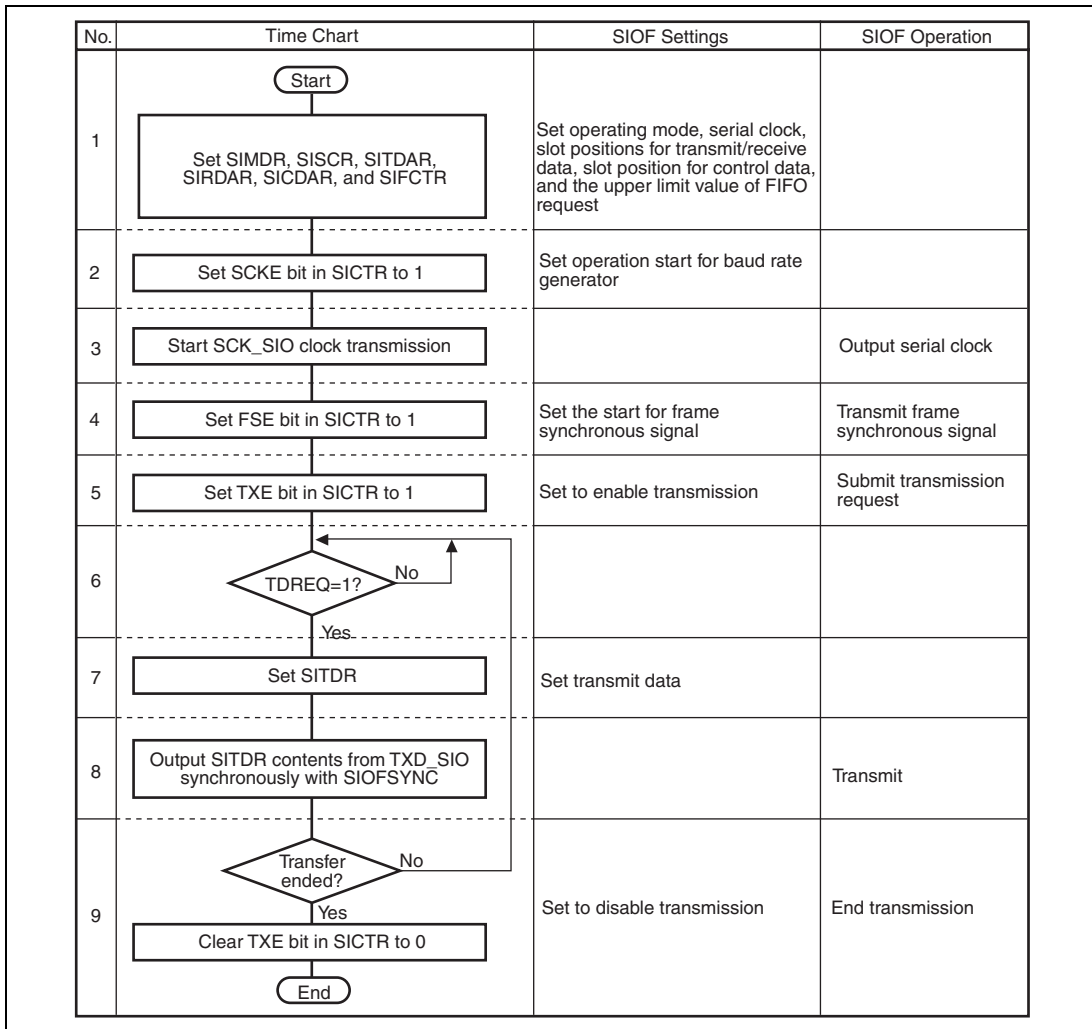 No.
Time Chart
SIOF Settings
SIOF Operation
Start
1
Set SIMDR, SISCR, SITDAR,
SIRDAR, SICDAR, and SIFCTR
Set operating mode, serial clock,
slot positions for transmit/receive
data, slot position for control data,
and the upper limit value of FIFO
request
2
Set SCKE bit in SICTR to 1
Set operation start for baud rate
generator
3
Start SCK_SIO clock transmission
Output serial clock
4
Set FSE bit in SICTR to 1
Set the start for frame
synchronous signal
Transmit frame
synchronous signal
5
Set TXE bit in SICTR to 1
Set to enable transmission
Submit transmission
request
6
TDREQ=1?
No
Yes
7
Set SITDR
Set transmit data
8
Output SITDR contents from TXD_SIO
synchronously with SIOFSYNC
Transmit
9
Transfer
ended?
No
Yes
Clear TXE bit in SICTR to 0
Set to disable transmission
End transmission
End